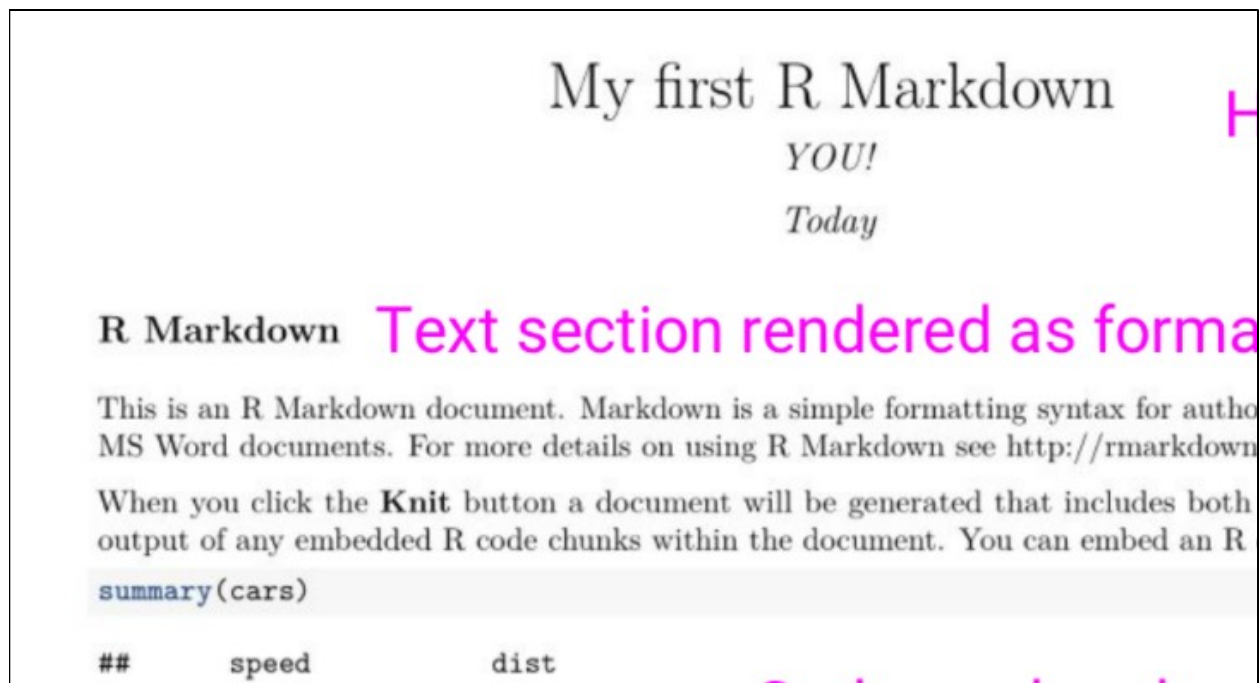 My first R Markdown
YOU!
Today
R Markdown Text section rendered as forma
This is an R Markdown document. Markdown is a simple formatting syntax for autho
MS Word documents. For more details on using R Markdown see http://rmarkdown
When you click the Knit button a document will be generated that includes both
output of any embedded R code chunks within the document. You can embed an R
summary(cars)
## speed dist